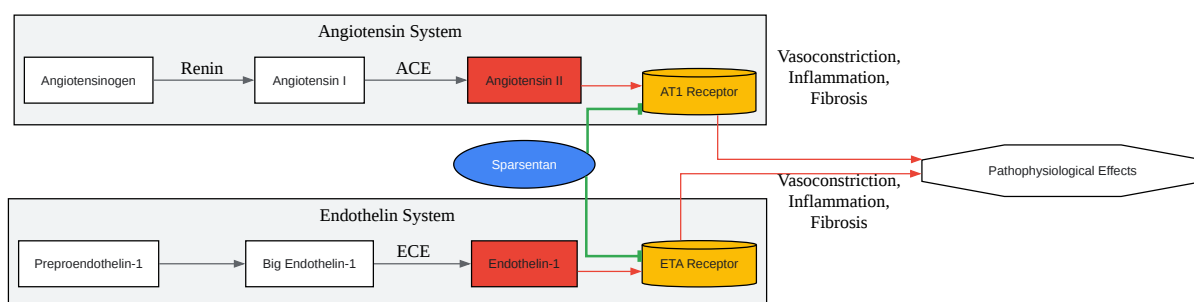 Angiotensin System
Angiotensinogen
Renin
Angiotensin I
ACE
Angiotensin II
AT1 Receptor
Vasoconstriction,
Inflammation,
Fibrosis
Sparsentan
Pathophysiological Effects
Vasoconstriction,
Inflammation,
Fibrosis
Endothelin System
Preproendothelin-1
Big Endothelin-1
ECE
Endothelin-1
ETA Receptor